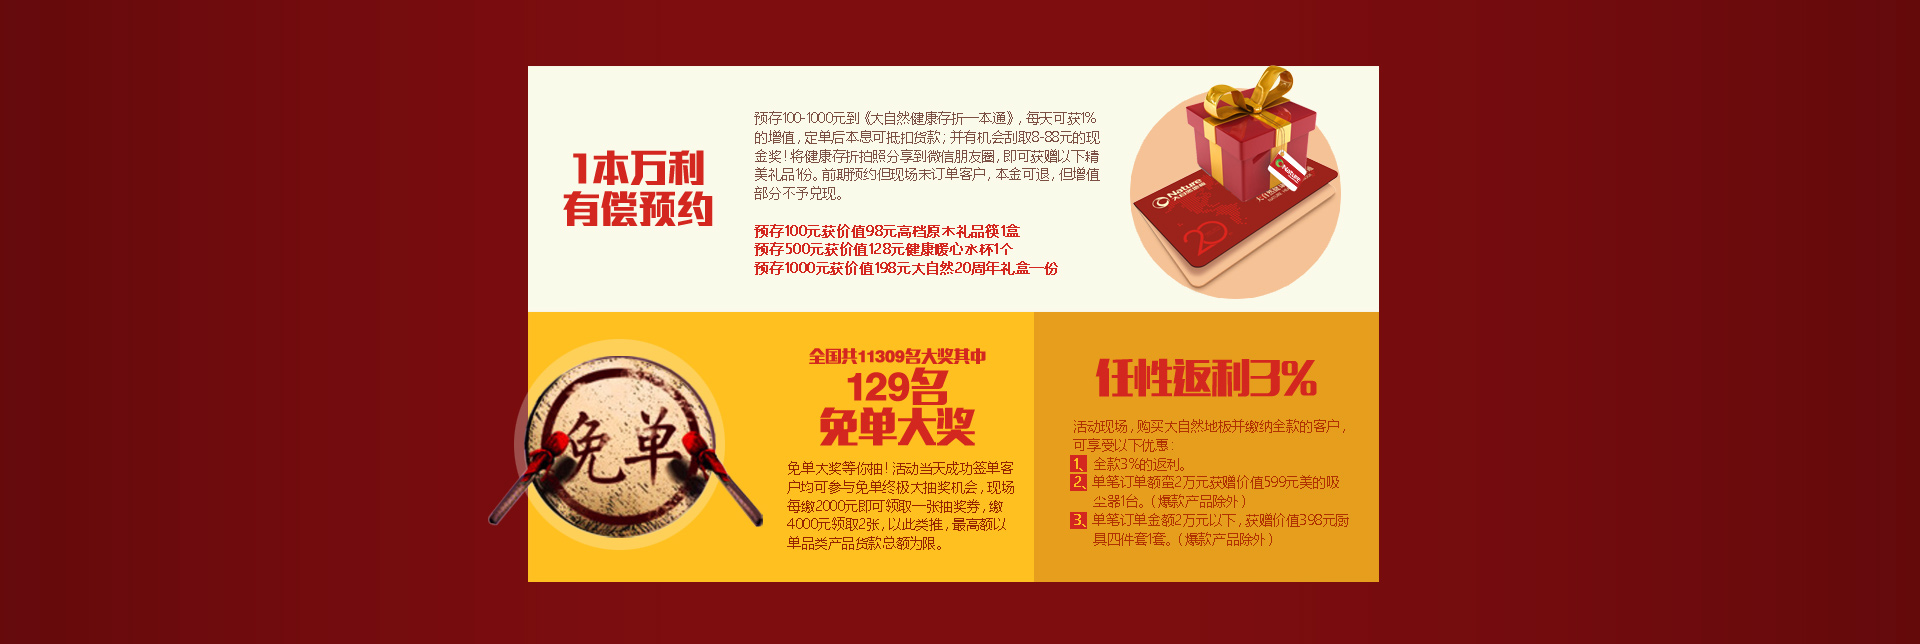 1本万利
有偿预约
预存100-1000元到《大自然健康存折一本通》, 每天可获1%
的增值, 定单后本息可抵扣货款; 并有机会刮取8-88元的现
金奖! 将健康存折拍照分享到微信朋友圈, 即可获赠以下精
美礼品1份。前期预约但现场未订单客户, 本金可退, 但增值
部分不予兑现。
预存100元获价值98元高档原木礼品筷1盒
预存500元获价值128元健康暖心水杯1个
预存1000元获价值198元大自然20周年礼盒一份
Nature
大自然地板
20
Nature
免单
全国共11309名大奖其中
129名
免单大奖
免单大奖等你抽! 活动当天成功签单客
户均可参与免单终极大抽奖机会, 现场
每缴2000元即可领取一张抽奖券, 缴
4000元领取2张, 以此类推, 最高额以
单品类产品货款总额为限。
任性返利3%
活动现场, 购买大自然地板并缴纳全款的客户,
可享受以下优惠:
1、全款3%的返利。
2、单笔订单额蛮2万元获赠价值599元美的吸
尘器1台。(爆款产品除外)
3、单笔订单金额2万元以下, 获赠价值398元厨
具四件套1套。(爆款产品除外)